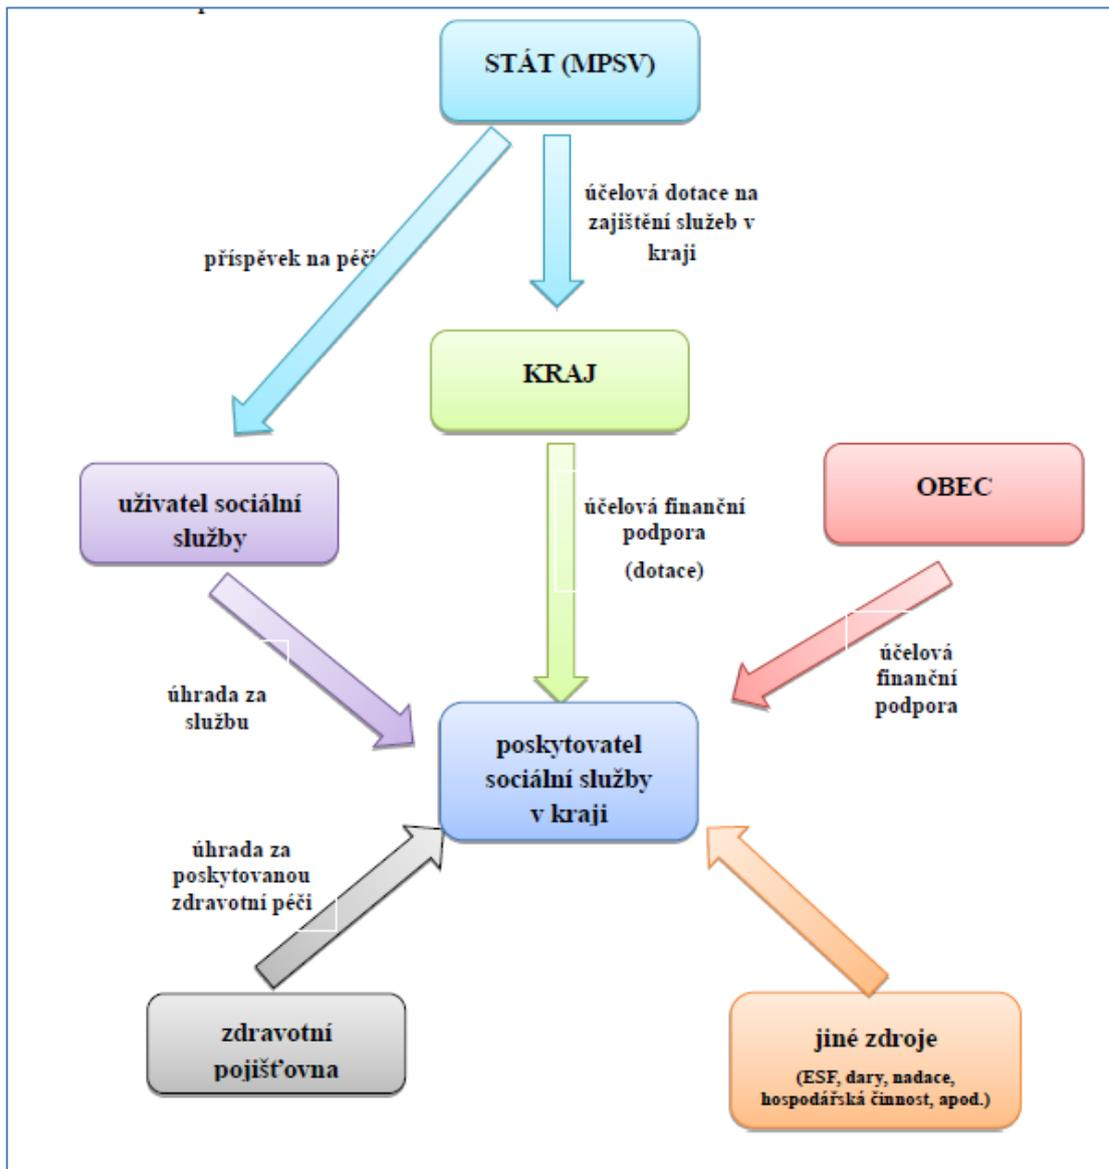 STÁT (MPSV)
účelová dotace na
zajištění služeb v
kraji
příspěvek na péči
KRAJ
uživatel sociální
služby
účelová finanční
podpora
(dotace)
OBEC
úhrada za
službu
účelová
finanční
podpora
poskytovatel
sociální služby
v kraji
úhrada za
poskytovanou
zdravotní péči
zdravotní
pojišťovna
jiné zdroje
(ESF, dary, nadace,
hospodářská činnost, apod.)